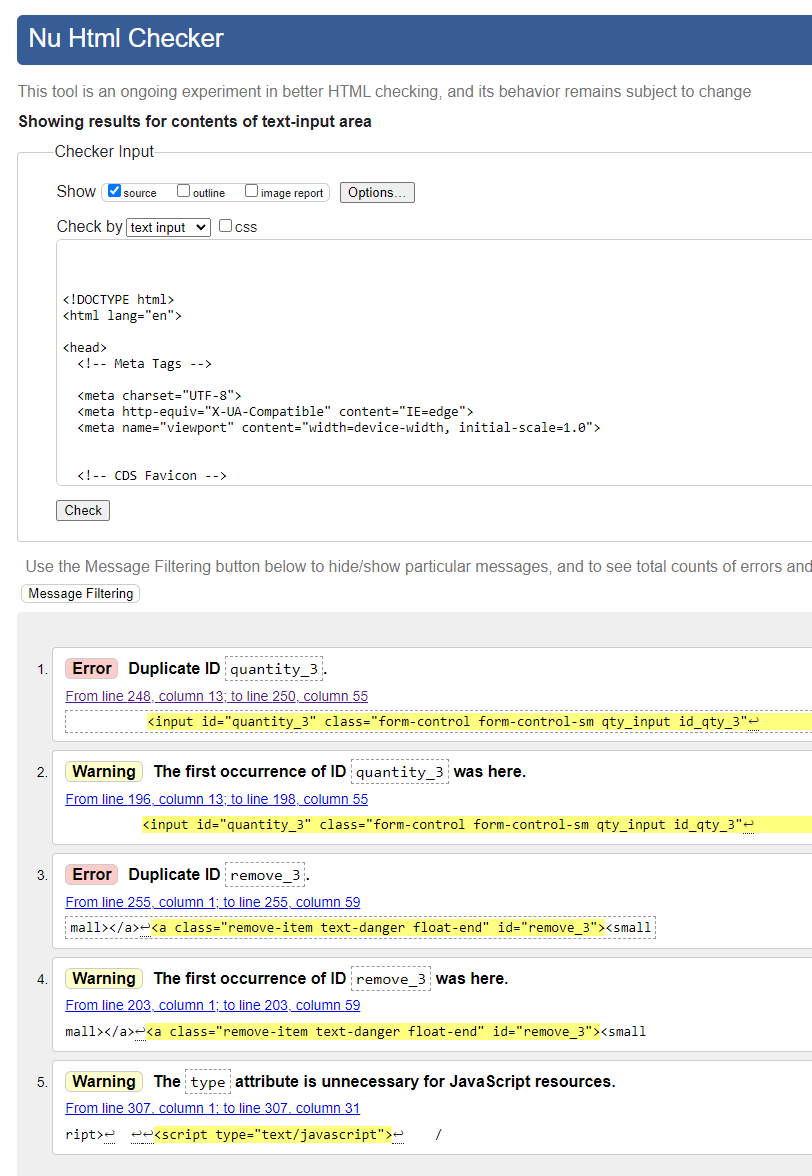 Nu Html Checker
This tool is an ongoing experiment in better HTML checking, and its behavior remains subject to change
Showing results for contents of text-input area
Checker Input
Show source outline image report Options...
Check by text input css
<!DOCTYPE html>
<html lang="en">
<head>
<!-- Meta Tags -->
<meta charset="UTF-8">
<meta http-equiv="X-UA-Compatible" content="IE=edge">
<meta name="viewport" content="width=device-width, initial-scale=1.0">
<!-- CDS Favicon -->
Check
Use the Message Filtering button below to hide/show particular messages, and to see total counts of errors and
Message Filtering
1. Error Duplicate ID quantity_3.
From line 248, column 13; to line 250, column 55
<input id="quantity_3" class="form-control form-control-sm qty_input id_qty_3"↩
2. Warning The first occurrence of ID quantity_3 was here.
From line 196, column 13; to line 198, column 55
<input id="quantity_3" class="form-control form-control-sm qty_input id_qty_3"↩
3. Error Duplicate ID remove_3.
From line 255, column 1; to line 255, column 59
mall></a>↩<a class="remove-item text-danger float-end" id="remove_3"><small
4. Warning The first occurrence of ID remove_3 was here.
From line 203, column 1; to line 203, column 59
mall></a>↩<a class="remove-item text-danger float-end" id="remove_3"><small
5. Warning The type attribute is unnecessary for JavaScript resources.
From line 307, column 1; to line 307, column 31
ript>↩ ↩↩<script type="text/javascript">↩ /